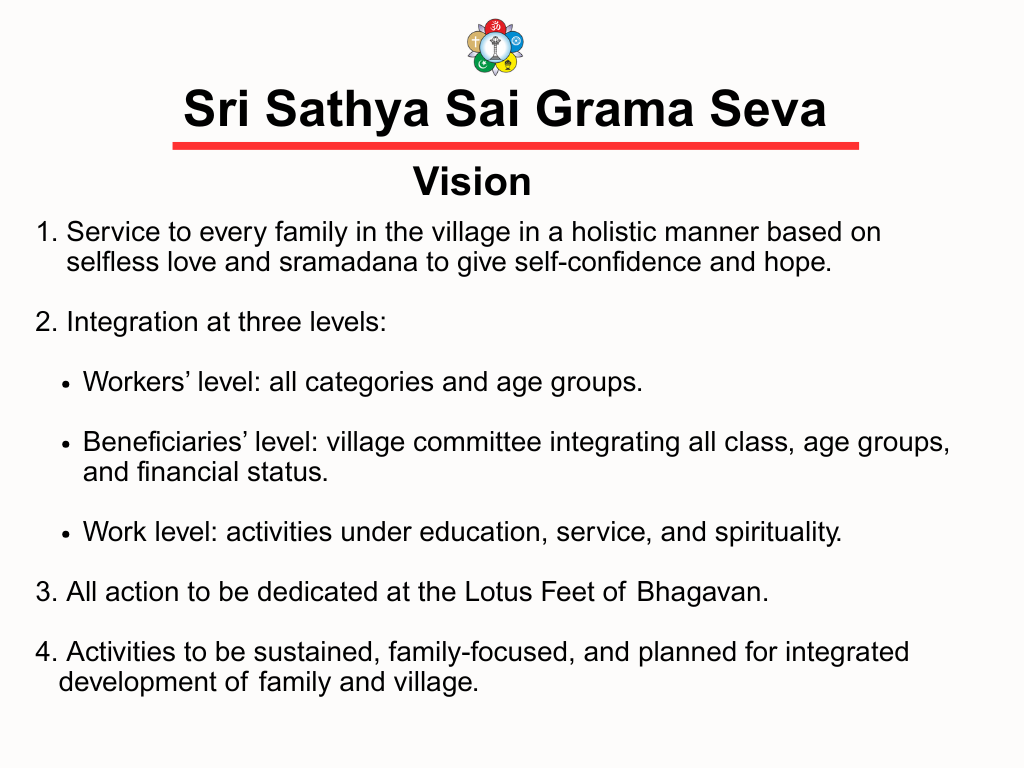 ॐ
Sri Sathya Sai Grama Seva
Vision
1. Service to every family in the village in a holistic manner based on
selfless love and sramadana to give self-confidence and hope.
2. Integration at three levels:
• Workers’ level: all categories and age groups.
• Beneficiaries’ level: village committee integrating all class, age groups,
and financial status.
• Work level: activities under education, service, and spirituality.
3. All action to be dedicated at the Lotus Feet of Bhagavan.
4. Activities to be sustained, family-focused, and planned for integrated
development of family and village.